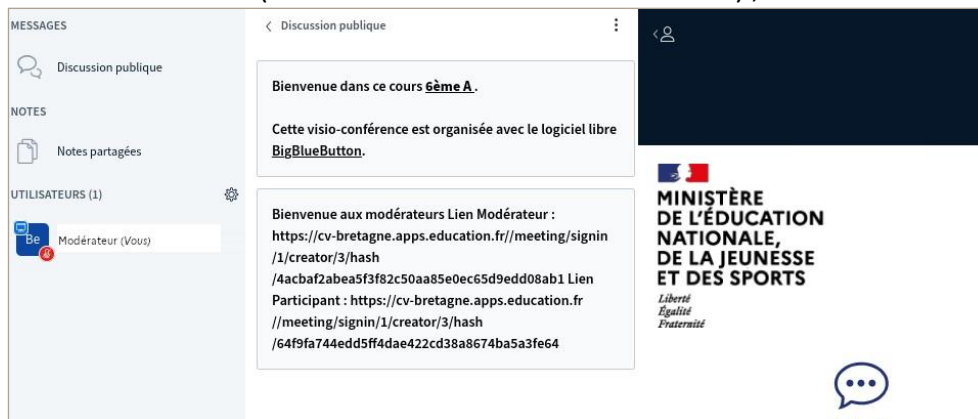 MESSAGES
Discussion publique
NOTES
Notes partagées
UTILISATEURS (1)
Be
Modérateur (Vous)
Discussion publique
Bienvenue dans ce cours 6ème A .
Cette visio-conférence est organisée avec le logiciel libre
BigBlueButton.
Bienvenue aux modérateurs Lien Modérateur :
https://cv-bretagne.apps.education.fr//meeting/signin
/1/creator/3/hash
/4acbaf2abea5f3f82c50aa85e0ec65d9edd08ab1 Lien
Participant : https://cv-bretagne.apps.education.fr
//meeting/signin/1/creator/3/hash
/64f9fa744edd5ff4dae422cd38a8674ba5a3fe64
MINISTÈRE
DE L'ÉDUCATION
NATIONALE,
DE LA JEUNESSE
ET DES SPORTS
Liberté
Égalité
Fraternité